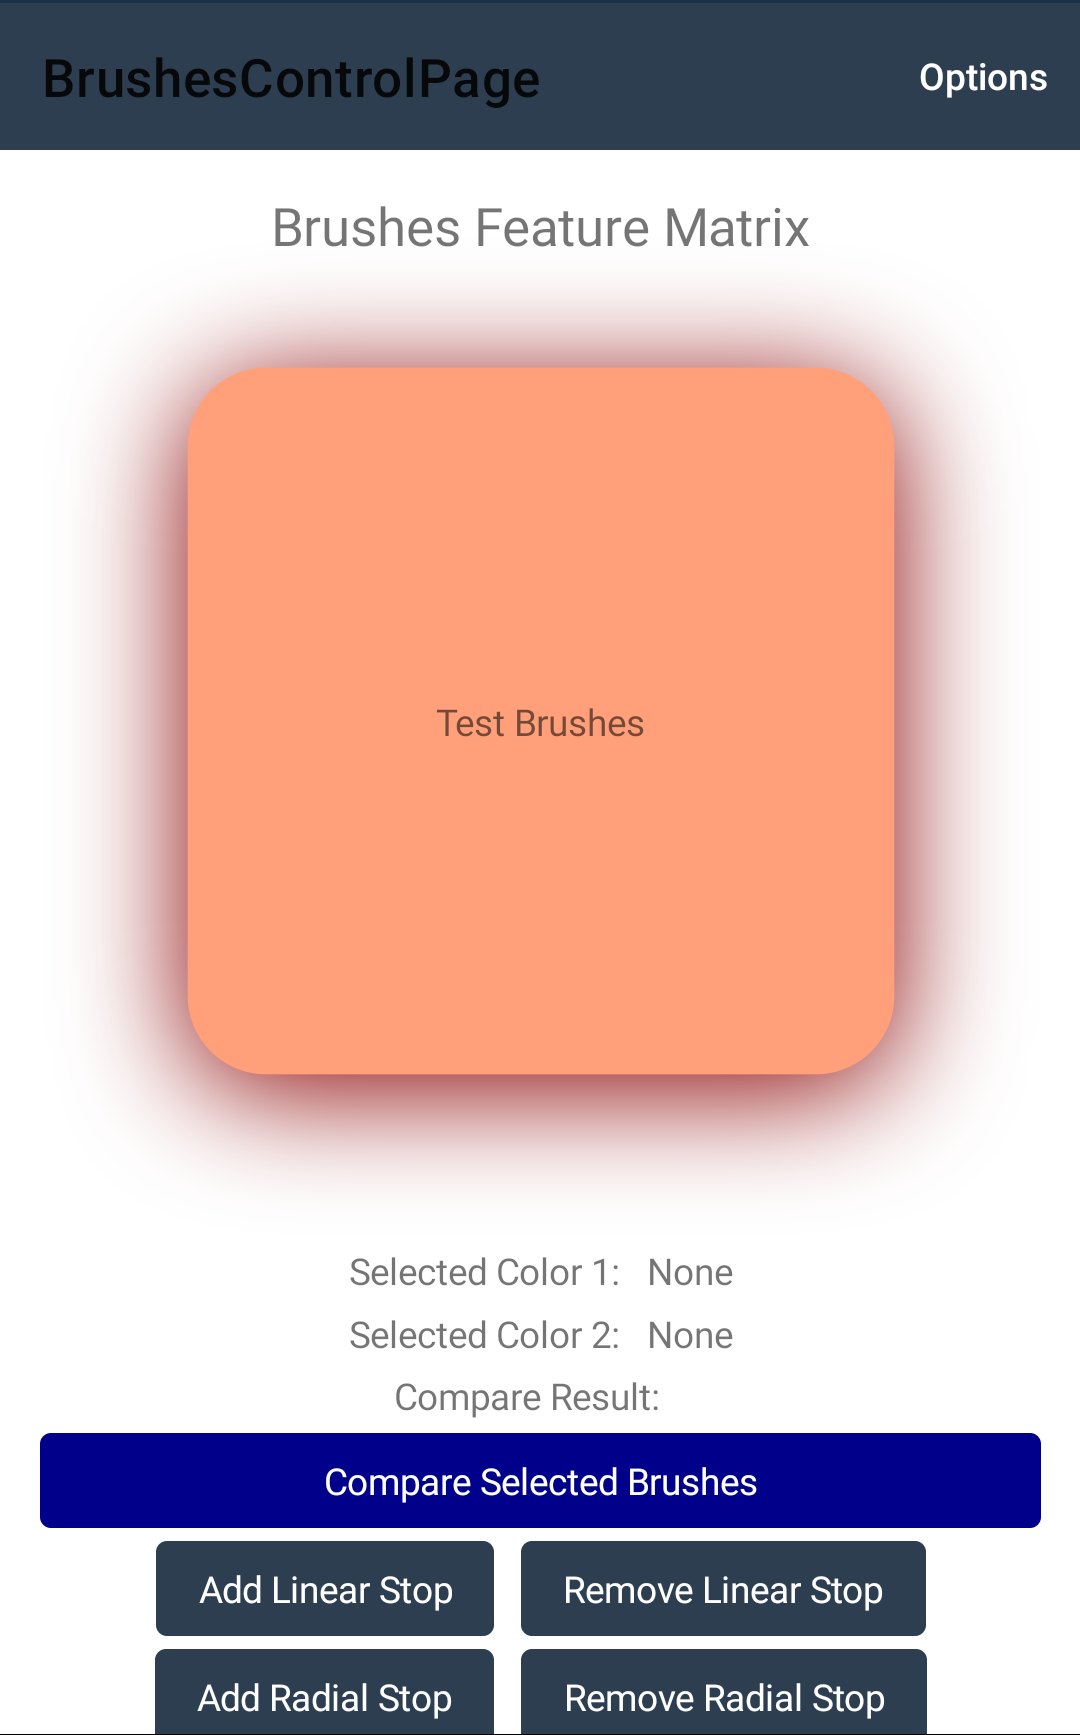 BrushesControlPage Options
Brushes Feature Matrix
Test Brushes
Selected Color 1: None
Selected Color 2: None
Compare Result:
Compare Selected Brushes
Add Linear Stop Remove Linear Stop
Add Radial Stop Remove Radial Stop